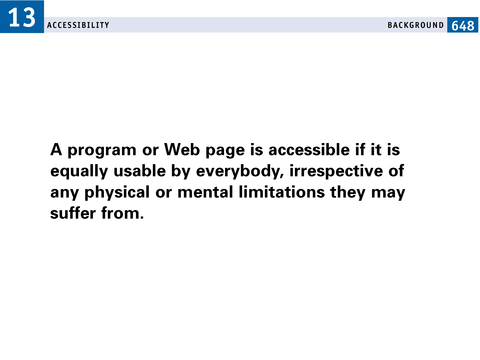 13 ACCESSIBILITY BACKGROUND 648
A program or Web page is accessible if it is
equally usable by everybody, irrespective of
any physical or mental limitations they may
suffer from.